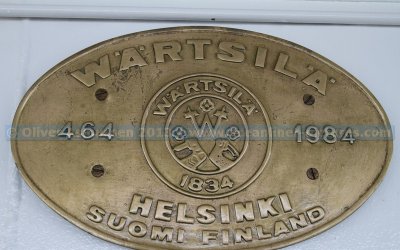 WÄRTSILÄ
WÄRTSILÄ
464 1984
1834
HELSINKI
SUOMI FINLAND